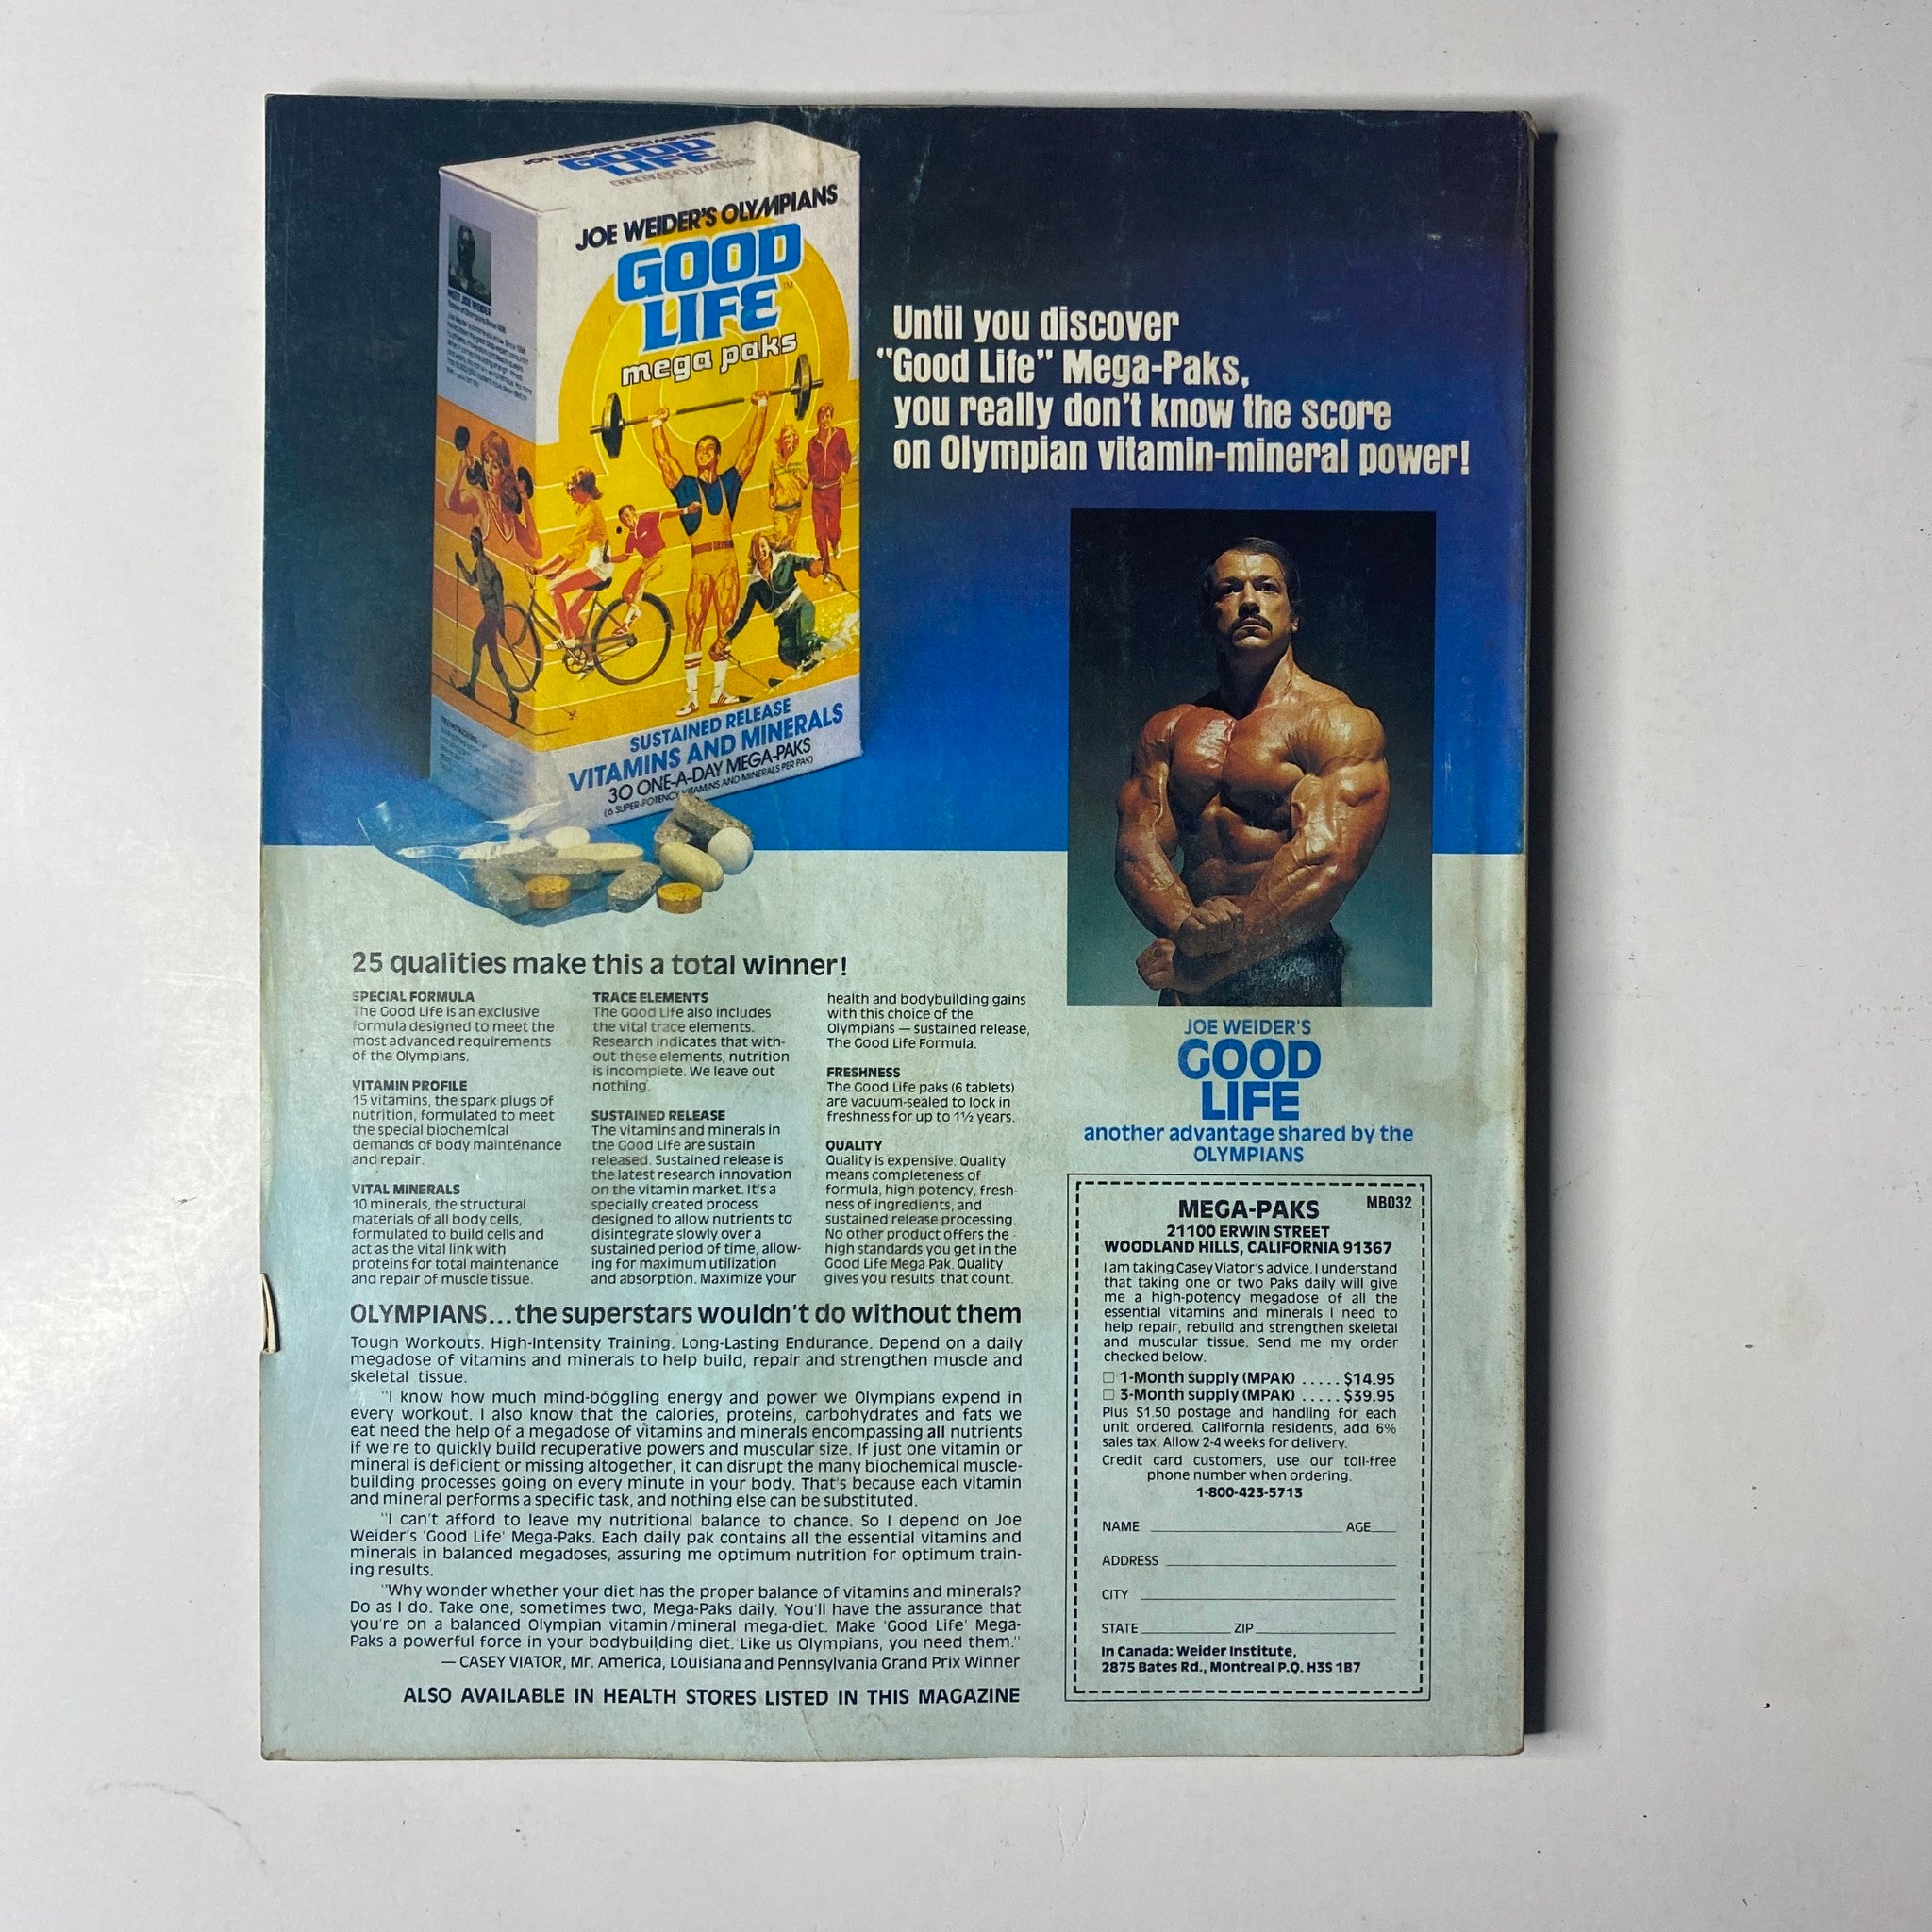 JOE WEIDER'S OLYMPIANS
GOOD
LIFE
JOE WEIDER'S OLYMPIANS
GOOD
LIFE™
mega paks
MEET JOE WEIDER
SUSTAINED RELEASE
VITAMINS AND MINERALS
30 ONE-A-DAY MEGA-PAKS
(6 SUPER-POTENCY VITAMINS AND MINERALS PER PAK)
Until you discover
"Good Life" Mega-Paks,
you really don't know the score
on Olympian vitamin-mineral power!
25 qualities make this a total winner!
SPECIAL FORMULA
The Good Life is an exclusive
formula designed to meet the
most advanced requirements
of the Olympians.
VITAMIN PROFILE
15 vitamins, the spark plugs of
nutrition, formulated to meet
the special biochemical
demands of body maintenance
and repair.
VITAL MINERALS
10 minerals, the structural
materials of all body cells,
formulated to build cells and
act as the vital link with
proteins for total maintenance
and repair of muscle tissue.
TRACE ELEMENTS
The Good Life also includes
the vital trace elements.
Research indicates that with-
out these elements, nutrition
is incomplete. We leave out
nothing.
SUSTAINED RELEASE
The vitamins and minerals in
the Good Life are sustain
released. Sustained release is
the latest research innovation
on the vitamin market. It's a
specially created process
designed to allow nutrients to
disintegrate slowly over a
sustained period of time, allow-
ing for maximum utilization
and absorption. Maximize your
health and bodybuilding gains
with this choice of the
Olympians — sustained release,
The Good Life Formula.
FRESHNESS
The Good Life paks (6 tablets)
are vacuum-sealed to lock in
freshness for up to 1½ years.
QUALITY
Quality is expensive. Quality
means completeness of
formula, high potency, fresh-
ness of ingredients, and
sustained release processing.
No other product offers the
high standards you get in the
Good Life Mega Pak. Quality
gives you results that count.
OLYMPIANS...the superstars wouldn't do without them
Tough Workouts. High-Intensity Training. Long-Lasting Endurance. Depend on a daily
megadose of vitamins and minerals to help build, repair and strengthen muscle and
skeletal tissue.
"I know how much mind-boggling energy and power we Olympians expend in
every workout. I also know that the calories, proteins, carbohydrates and fats we
eat need the help of a megadose of vitamins and minerals encompassing all nutrients
if we're to quickly build recuperative powers and muscular size. If just one vitamin or
mineral is deficient or missing altogether, it can disrupt the many biochemical muscle-
building processes going on every minute in your body. That's because each vitamin
and mineral performs a specific task, and nothing else can be substituted.
"I can't afford to leave my nutritional balance to chance. So I depend on Joe
Weider's 'Good Life' Mega-Paks. Each daily pak contains all the essential vitamins and
minerals in balanced megadoses, assuring me optimum nutrition for optimum train-
ing results.
"Why wonder whether your diet has the proper balance of vitamins and minerals?
Do as I do. Take one, sometimes two, Mega-Paks daily. You'll have the assurance that
you're on a balanced Olympian vitamin/mineral mega-diet. Make 'Good Life' Mega-
Paks a powerful force in your bodybuilding diet. Like us Olympians, you need them."
— CASEY VIATOR, Mr. America, Louisiana and Pennsylvania Grand Prix Winner
ALSO AVAILABLE IN HEALTH STORES LISTED IN THIS MAGAZINE
JOE WEIDER'S
GOOD
LIFE
another advantage shared by the
OLYMPIANS
MEGA-PAKS MB032
21100 ERWIN STREET
WOODLAND HILLS, CALIFORNIA 91367
I am taking Casey Viator's advice. I understand
that taking one or two Paks daily will give
me a high-potency megadose of all the
essential vitamins and minerals I need to
help repair, rebuild and strengthen skeletal
and muscular tissue. Send me my order
checked below.
☐ 1-Month supply (MPAK) ..... $14.95
☐ 3-Month supply (MPAK) .... $39.95
Plus $1.50 postage and handling for each
unit ordered. California residents, add 6%
sales tax. Allow 2-4 weeks for delivery.
Credit card customers, use our toll-free
phone number when ordering.
1-800-423-5713
NAME AGE
ADDRESS
CITY
STATE ZIP
In Canada: Weider Institute,
2875 Bates Rd., Montreal P.Q. H3S 1B7